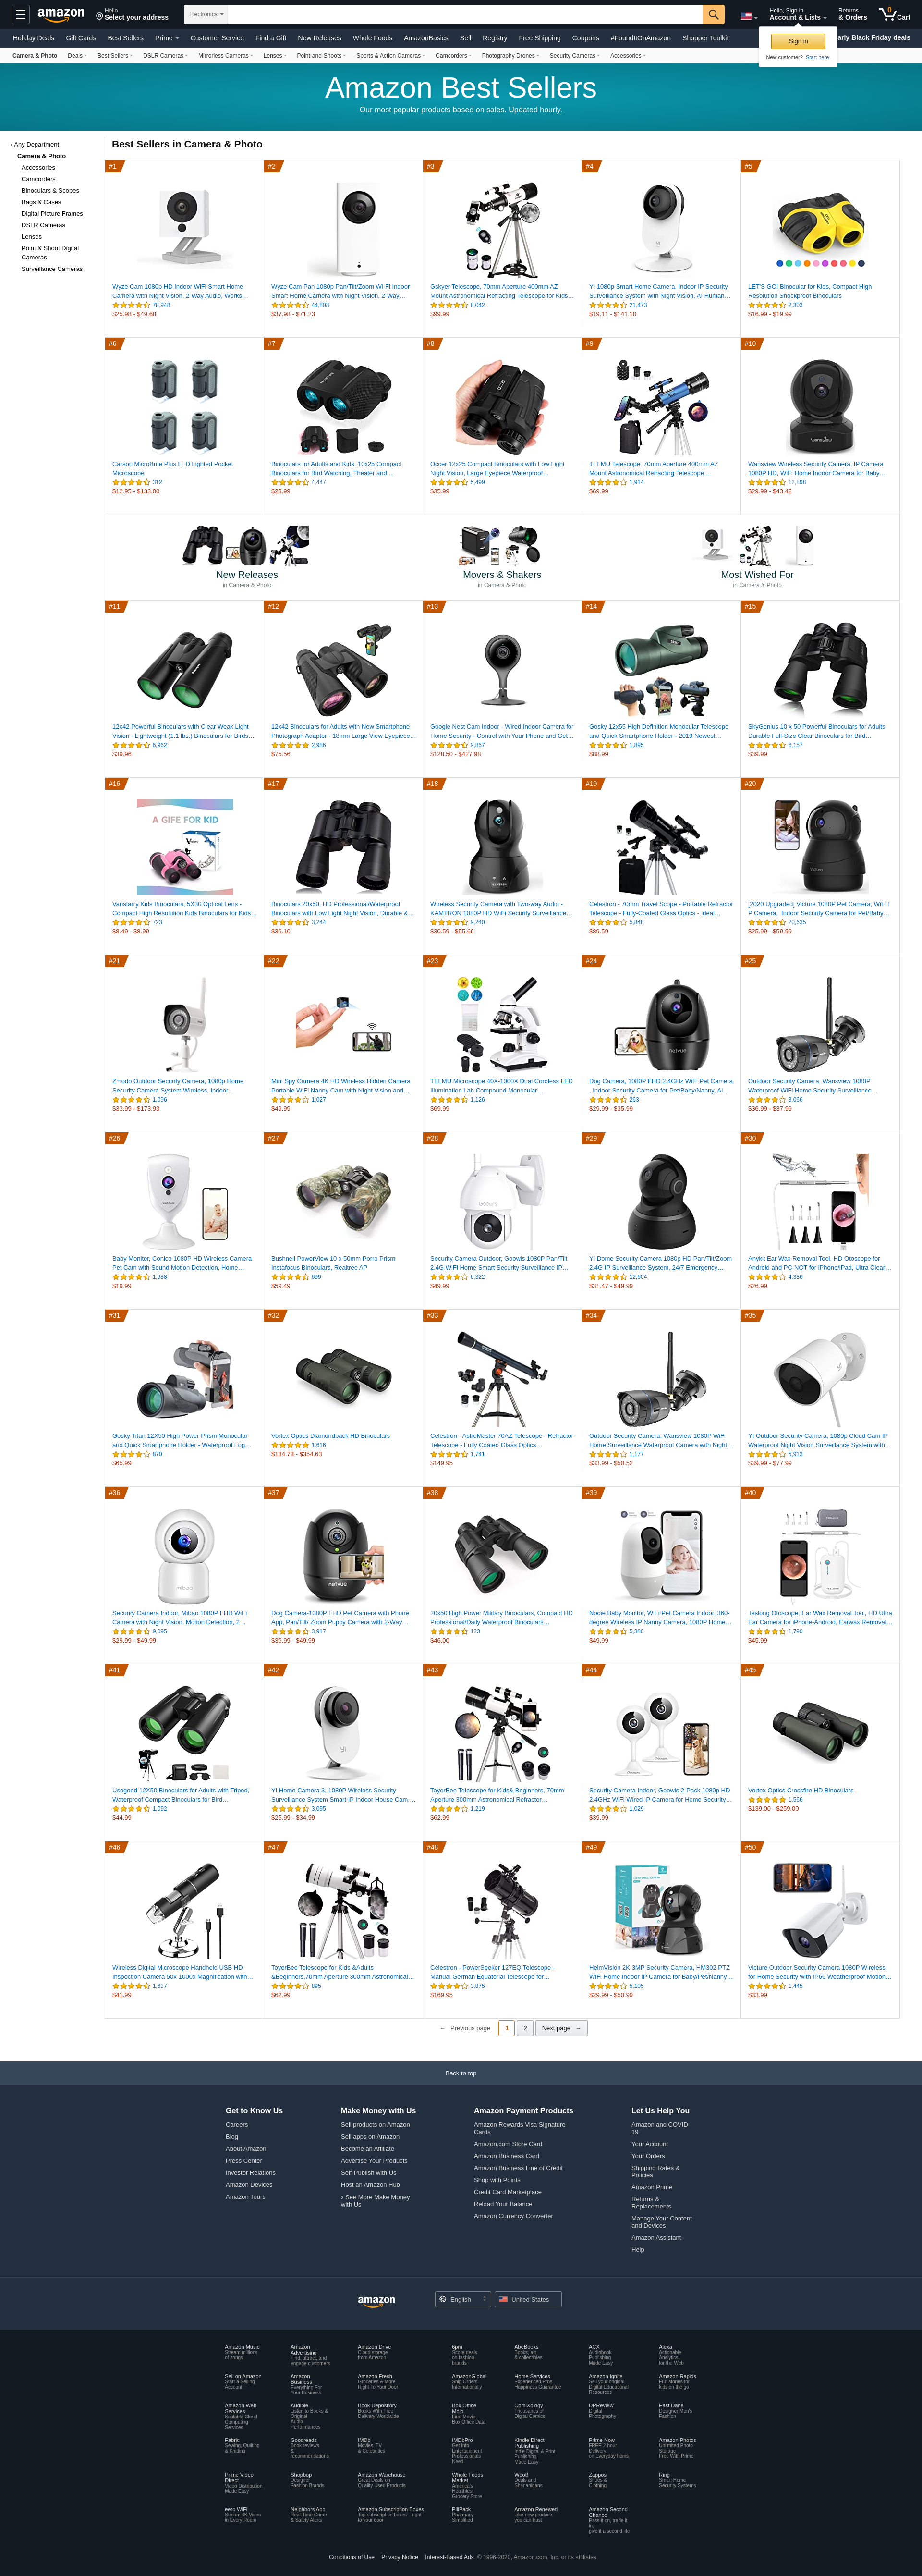 Hello
Select your address
amazon
Electronics
Hello, Sign in
Account & Lists
Returns
& Orders
0
Cart
Holiday Deals Gift Cards Best Sellers Prime Customer Service Find a Gift New Releases Whole Foods AmazonBasics Sell Registry Free Shipping Coupons #FoundItOnAmazon Shopper Toolkit
arly Black Friday deals
Sign in
New customer? Start here.
Camera & Photo Deals Best Sellers DSLR Cameras Mirrorless Cameras Lenses Point-and-Shoots Sports & Action Cameras Camcorders Photography Drones Security Cameras Accessories
Amazon Best Sellers
Our most popular products based on sales. Updated hourly.
‹ Any Department
Camera & Photo
Accessories
Camcorders
Binoculars & Scopes
Bags & Cases
Digital Picture Frames
DSLR Cameras
Lenses
Point & Shoot Digital
Cameras
Surveillance Cameras
Best Sellers in Camera & Photo
#1
Wyze Cam 1080p HD Indoor WiFi Smart Home
Camera with Night Vision, 2-Way Audio, Works…
78,948
$25.98 - $49.68
#2
Wyze Cam Pan 1080p Pan/Tilt/Zoom Wi-Fi Indoor
Smart Home Camera with Night Vision, 2-Way…
44,808
$37.98 - $71.23
#3
Gskyer Telescope, 70mm Aperture 400mm AZ
Mount Astronomical Refracting Telescope for Kids…
8,042
$99.99
#4
YI 1080p Smart Home Camera, Indoor IP Security
Surveillance System with Night Vision, AI Human…
21,473
$19.11 - $141.10
#5
LET'S GO! Binocular for Kids, Compact High
Resolution Shockproof Binoculars
2,303
$16.99 - $19.99
#6
Carson MicroBrite Plus LED Lighted Pocket
Microscope
312
$12.95 - $133.00
#7
Binoculars for Adults and Kids, 10x25 Compact
Binoculars for Bird Watching, Theater and…
4,447
$23.99
#8
Occer 12x25 Compact Binoculars with Low Light
Night Vision, Large Eyepiece Waterproof…
5,499
$35.99
#9
TELMU Telescope, 70mm Aperture 400mm AZ
Mount Astronomical Refracting Telescope…
1,914
$69.99
#10
Wansview Wireless Security Camera, IP Camera
1080P HD, WiFi Home Indoor Camera for Baby…
12,898
$29.99 - $43.42
New Releases
in Camera & Photo
Movers & Shakers
in Camera & Photo
Most Wished For
in Camera & Photo
#11
12x42 Powerful Binoculars with Clear Weak Light
Vision - Lightweight (1.1 lbs.) Binoculars for Birds…
6,962
$39.96
#12
12x42 Binoculars for Adults with New Smartphone
Photograph Adapter - 18mm Large View Eyepiece…
2,986
$75.56
#13
Google Nest Cam Indoor - Wired Indoor Camera for
Home Security - Control with Your Phone and Get…
9,867
$128.50 - $427.98
#14
Gosky 12x55 High Definition Monocular Telescope
and Quick Smartphone Holder - 2019 Newest…
1,895
$88.99
#15
SkyGenius 10 x 50 Powerful Binoculars for Adults
Durable Full-Size Clear Binoculars for Bird…
6,157
$39.99
#16
A GIFE FOR KID
Vanstarry Kids Binoculars, 5X30 Optical Lens -
Compact High Resolution Kids Binoculars for Kids…
723
$8.49 - $8.99
#17
Binoculars 20x50, HD Professional/Waterproof
Binoculars with Low Light Night Vision, Durable &…
3,244
$36.10
#18
Wireless Security Camera with Two-way Audio -
KAMTRON 1080P HD WiFi Security Surveillance…
9,240
$30.59 - $55.66
#19
Celestron - 70mm Travel Scope - Portable Refractor
Telescope - Fully-Coated Glass Optics - Ideal…
5,848
$89.59
#20
[2020 Upgraded] Victure 1080P Pet Camera, WiFi I
P Camera, Indoor Security Camera for Pet/Baby…
20,635
$25.99 - $59.99
#21
Zmodo Outdoor Security Camera, 1080p Home
Security Camera System Wireless, Indoor…
1,096
$33.99 - $173.93
#22
Mini Spy Camera 4K HD Wireless Hidden Camera
Portable WiFi Nanny Cam with Night Vision and…
1,027
$49.99
#23
TELMU Microscope 40X-1000X Dual Cordless LED
Illumination Lab Compound Monocular…
1,126
$69.99
#24
Dog Camera, 1080P FHD 2.4GHz WiFi Pet Camera
, Indoor Security Camera for Pet/Baby/Nanny, AI…
263
$29.99 - $35.99
#25
Outdoor Security Camera, Wansview 1080P
Waterproof WiFi Home Security Surveillance…
3,066
$36.99 - $37.99
#26
Baby Monitor, Conico 1080P HD Wireless Camera
Pet Cam with Sound Motion Detection, Home…
1,988
$19.99
#27
Bushnell PowerView 10 x 50mm Porro Prism
Instafocus Binoculars, Realtree AP
699
$59.49
#28
Security Camera Outdoor, Goowls 1080P Pan/Tilt
2.4G WiFi Home Smart Security Surveillance IP…
6,322
$49.99
#29
YI Dome Security Camera 1080p HD Pan/Tilt/Zoom
2.4G IP Surveillance System, 24/7 Emergency…
12,604
$31.47 - $49.99
#30
Anykit Ear Wax Removal Tool, HD Otoscope for
Android and PC-NOT for iPhone/iPad, Ultra Clear…
4,386
$26.99
#31
Gosky Titan 12X50 High Power Prism Monocular
and Quick Smartphone Holder - Waterproof Fog…
870
$65.99
#32
Vortex Optics Diamondback HD Binoculars
1,616
$134.73 - $354.63
#33
Celestron - AstroMaster 70AZ Telescope - Refractor
Telescope - Fully Coated Glass Optics…
1,741
$149.95
#34
Outdoor Security Camera, Wansview 1080P WiFi
Home Surveillance Waterproof Camera with Night…
1,177
$33.99 - $50.52
#35
YI Outdoor Security Camera, 1080p Cloud Cam IP
Waterproof Night Vision Surveillance System with…
5,913
$39.99 - $77.99
#36
Security Camera Indoor, Mibao 1080P FHD WiFi
Camera with Night Vision, Motion Detection, 2…
9,095
$29.99 - $49.99
#37
netvue
Dog Camera-1080P FHD Pet Camera with Phone
App, Pan/Tilt/ Zoom Puppy Camera with 2-Way…
3,917
$36.99 - $49.99
#38
20x50 High Power Military Binoculars, Compact HD
Professional/Daily Waterproof Binoculars…
123
$46.00
#39
Nooie Baby Monitor, WiFi Pet Camera Indoor, 360-
degree Wireless IP Nanny Camera, 1080P Home…
5,380
$49.99
#40
Teslong Otoscope, Ear Wax Removal Tool, HD Ultra
Ear Camera for iPhone-Android, Earwax Removal…
1,790
$45.99
#41
Usogood 12X50 Binoculars for Adults with Tripod,
Waterproof Compact Binoculars for Bird…
1,092
$44.99
#42
YI Home Camera 3, 1080P Wireless Security
Surveillance System Smart IP Indoor House Cam,…
3,095
$25.99 - $34.99
#43
ToyerBee Telescope for Kids& Beginners, 70mm
Aperture 300mm Astronomical Refractor…
1,219
$62.99
#44
Security Camera Indoor, Goowls 2-Pack 1080p HD
2.4GHz WiFi Wired IP Camera for Home Security…
1,029
$39.99
#45
Vortex Optics Crossfire HD Binoculars
1,566
$139.00 - $259.00
#46
Wireless Digital Microscope Handheld USB HD
Inspection Camera 50x-1000x Magnification with…
1,637
$41.99
#47
ToyerBee Telescope for Kids &Adults
&Beginners,70mm Aperture 300mm Astronomical…
895
$62.99
#48
Celestron - PowerSeeker 127EQ Telescope -
Manual German Equatorial Telescope for…
3,875
$169.95
#49
HeimVision 2K 3MP Security Camera, HM302 PTZ
WiFi Home Indoor IP Camera for Baby/Pet/Nanny…
5,105
$29.99 - $50.99
#50
Victure Outdoor Security Camera 1080P Wireless
for Home Security with IP66 Weatherproof Motion…
1,445
$33.99
← Previous page 1 2 Next page →
Back to top
Get to Know Us
Careers
Blog
About Amazon
Press Center
Investor Relations
Amazon Devices
Amazon Tours
Make Money with Us
Sell products on Amazon
Sell apps on Amazon
Become an Affiliate
Advertise Your Products
Self-Publish with Us
Host an Amazon Hub
› See More Make Money
with Us
Amazon Payment Products
Amazon Rewards Visa Signature
Cards
Amazon.com Store Card
Amazon Business Card
Amazon Business Line of Credit
Shop with Points
Credit Card Marketplace
Reload Your Balance
Amazon Currency Converter
Let Us Help You
Amazon and COVID-
19
Your Account
Your Orders
Shipping Rates &
Policies
Amazon Prime
Returns &
Replacements
Manage Your Content
and Devices
Amazon Assistant
Help
amazon
English
United States
Amazon Music
Stream millions
of songs
Amazon
Advertising
Find, attract, and
engage customers
Amazon Drive
Cloud storage
from Amazon
6pm
Score deals
on fashion
brands
AbeBooks
Books, art
& collectibles
ACX
Audiobook
Publishing
Made Easy
Alexa
Actionable
Analytics
for the Web
Sell on Amazon
Start a Selling
Account
Amazon
Business
Everything For
Your Business
Amazon Fresh
Groceries & More
Right To Your Door
AmazonGlobal
Ship Orders
Internationally
Home Services
Experienced Pros
Happiness Guarantee
Amazon Ignite
Sell your original
Digital Educational
Resources
Amazon Rapids
Fun stories for
kids on the go
Amazon Web
Services
Scalable Cloud
Computing
Services
Audible
Listen to Books &
Original
Audio
Performances
Book Depository
Books With Free
Delivery Worldwide
Box Office
Mojo
Find Movie
Box Office Data
ComiXology
Thousands of
Digital Comics
DPReview
Digital
Photography
East Dane
Designer Men's
Fashion
Fabric
Sewing, Quilting
& Knitting
Goodreads
Book reviews
&
recommendations
IMDb
Movies, TV
& Celebrities
IMDbPro
Get Info
Entertainment
Professionals
Need
Kindle Direct
Publishing
Indie Digital & Print
Publishing
Made Easy
Prime Now
FREE 2-hour
Delivery
on Everyday Items
Amazon Photos
Unlimited Photo
Storage
Free With Prime
Prime Video
Direct
Video Distribution
Made Easy
Shopbop
Designer
Fashion Brands
Amazon Warehouse
Great Deals on
Quality Used Products
Whole Foods
Market
America's
Healthiest
Grocery Store
Woot!
Deals and
Shenanigans
Zappos
Shoes &
Clothing
Ring
Smart Home
Security Systems
eero WiFi
Stream 4K Video
in Every Room
Neighbors App
Real-Time Crime
& Safety Alerts
Amazon Subscription Boxes
Top subscription boxes – right
to your door
PillPack
Pharmacy
Simplified
Amazon Renewed
Like-new products
you can trust
Amazon Second
Chance
Pass it on, trade it
in,
give it a second life
Conditions of Use Privacy Notice Interest-Based Ads © 1996-2020, Amazon.com, Inc. or its affiliates